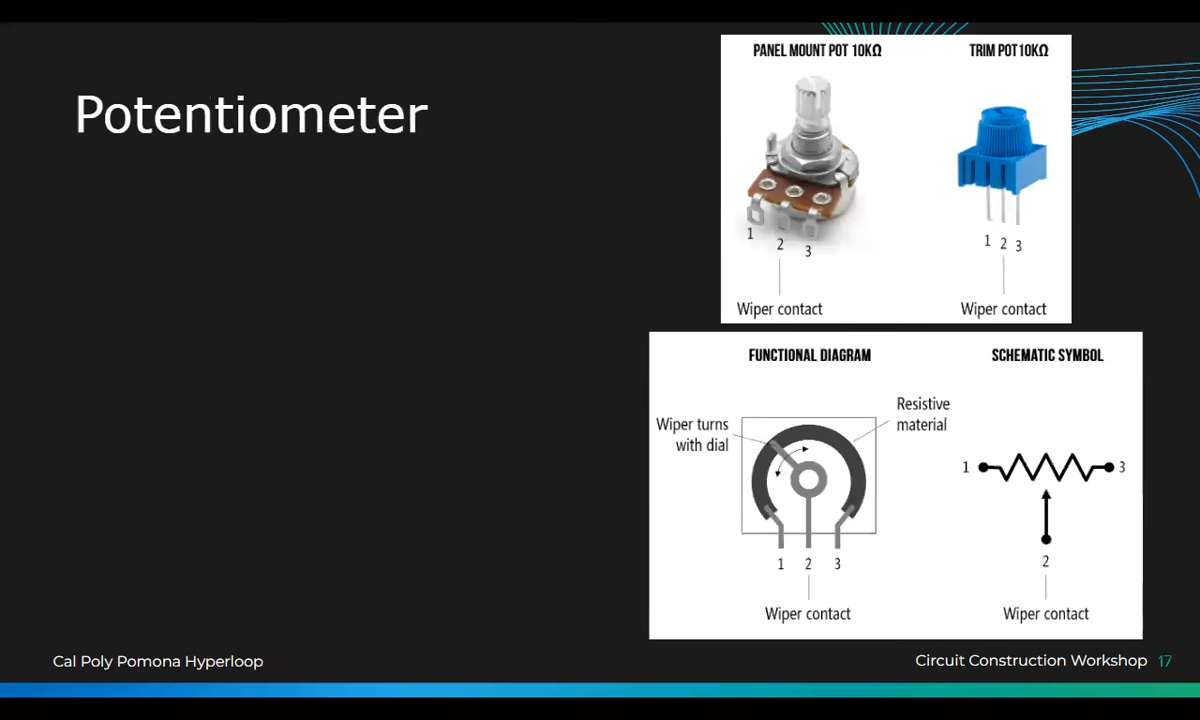 Potentiometer
PANEL MOUNT POT 10KΩ
TRIM POT10KΩ
1
2
3
1 2 3
Wiper contact
Wiper contact
FUNCTIONAL DIAGRAM
SCHEMATIC SYMBOL
Wiper turns
with dial
Resistive
material
1
3
1 2 3
2
Wiper contact
Wiper contact
Cal Poly Pomona Hyperloop
Circuit Construction Workshop 17